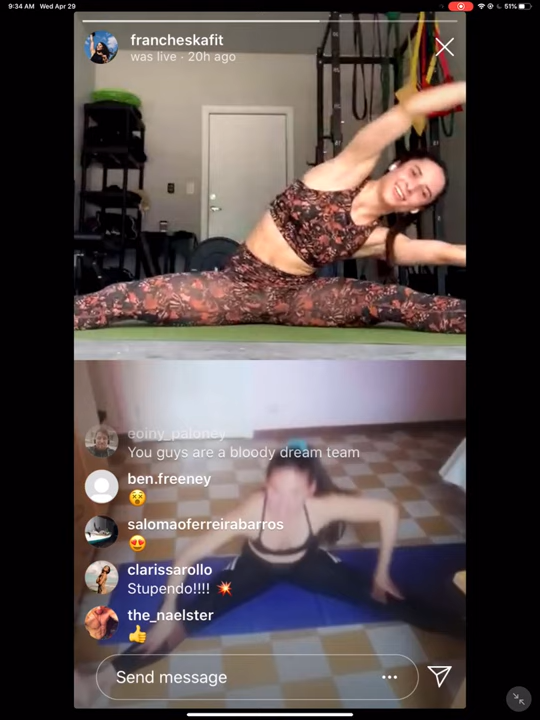 9:34 AM Wed Apr 29
51%
francheskafit
was live · 20h ago
eoiny_paloney
You guys are a bloody dream team
ben.freeney
😵
salomaoferreirabarros
😍
clarissarollo
Stupendo!!!! 💥
the_naelster
👍
Send message